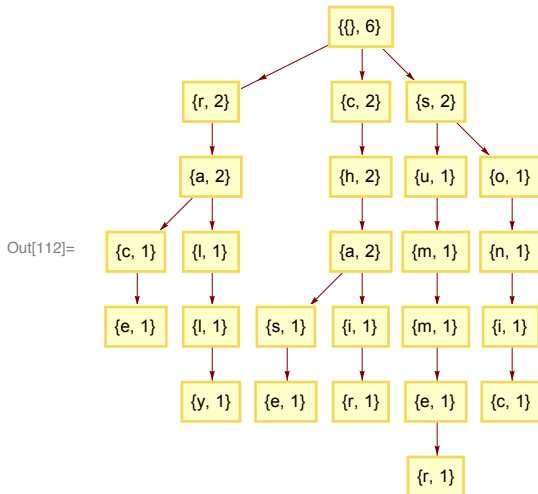 {{}, 6}
{r, 2} {c, 2} {s, 2}
{a, 2} {h, 2} {u, 1} {o, 1}
Out[112]= {c, 1} {l, 1} {a, 2} {m, 1} {n, 1}
{e, 1} {l, 1} {s, 1} {i, 1} {m, 1} {i, 1}
{y, 1} {e, 1} {r, 1} {e, 1} {c, 1}
{r, 1}